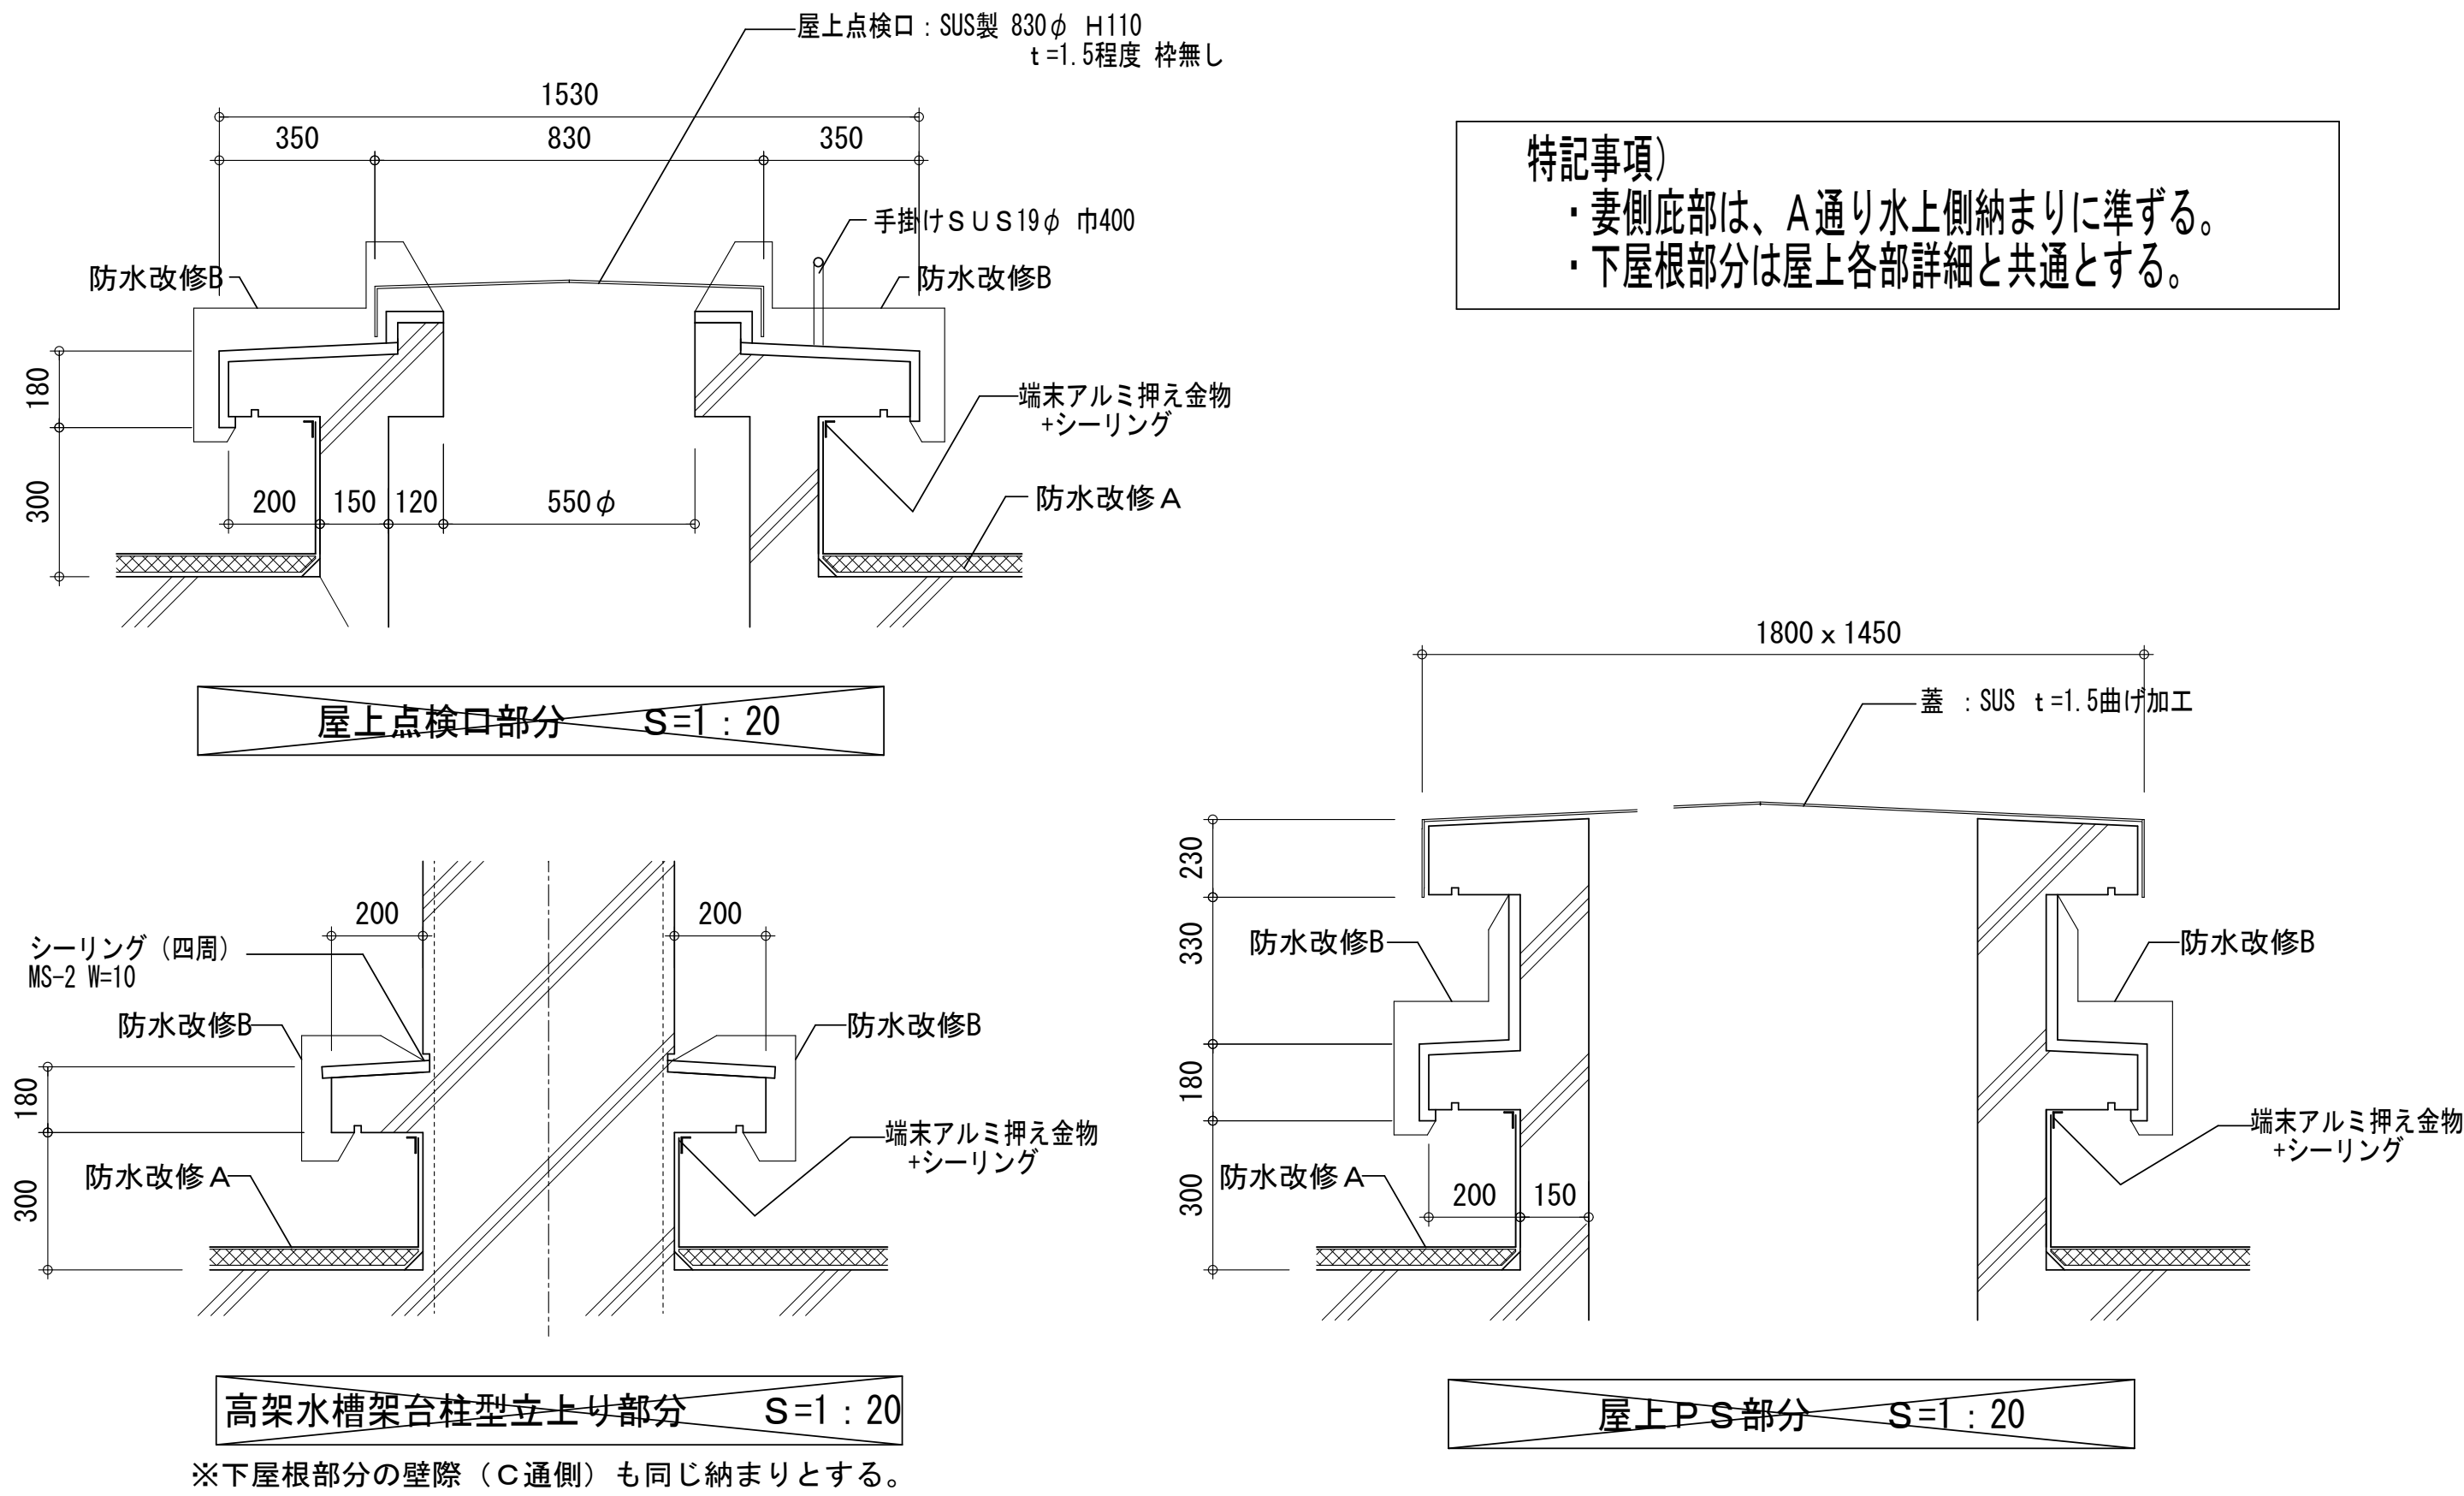 屋上点検口：SUS製 830φ H110
t=1.5程度 枠無し
1530
350
830
350
手掛けＳＵＳ19φ 巾400
防水改修B
防水改修B
180
300
端末アルミ押え金物
+シーリング
防水改修Ａ
200
150
120
550φ
屋上点検口部分 S=1：20
特記事項）
・妻側庇部は、Ａ通り水上側納まりに準ずる。
・下屋根部分は屋上各部詳細と共通とする。
200
200
シーリング（四周）
MS-2 W=10
防水改修B
防水改修B
180
300
端末アルミ押え金物
+シーリング
防水改修Ａ
高架水槽架台柱型立上り部分 S=1：20
※下屋根部分の壁際（Ｃ通側）も同じ納まりとする。
1800ｘ1450
蓋 ：SUS t=1.5曲げ加工
230
330
180
300
防水改修B
防水改修B
端末アルミ押え金物
+シーリング
防水改修Ａ
200
150
屋上ＰＳ部分 S=1：20